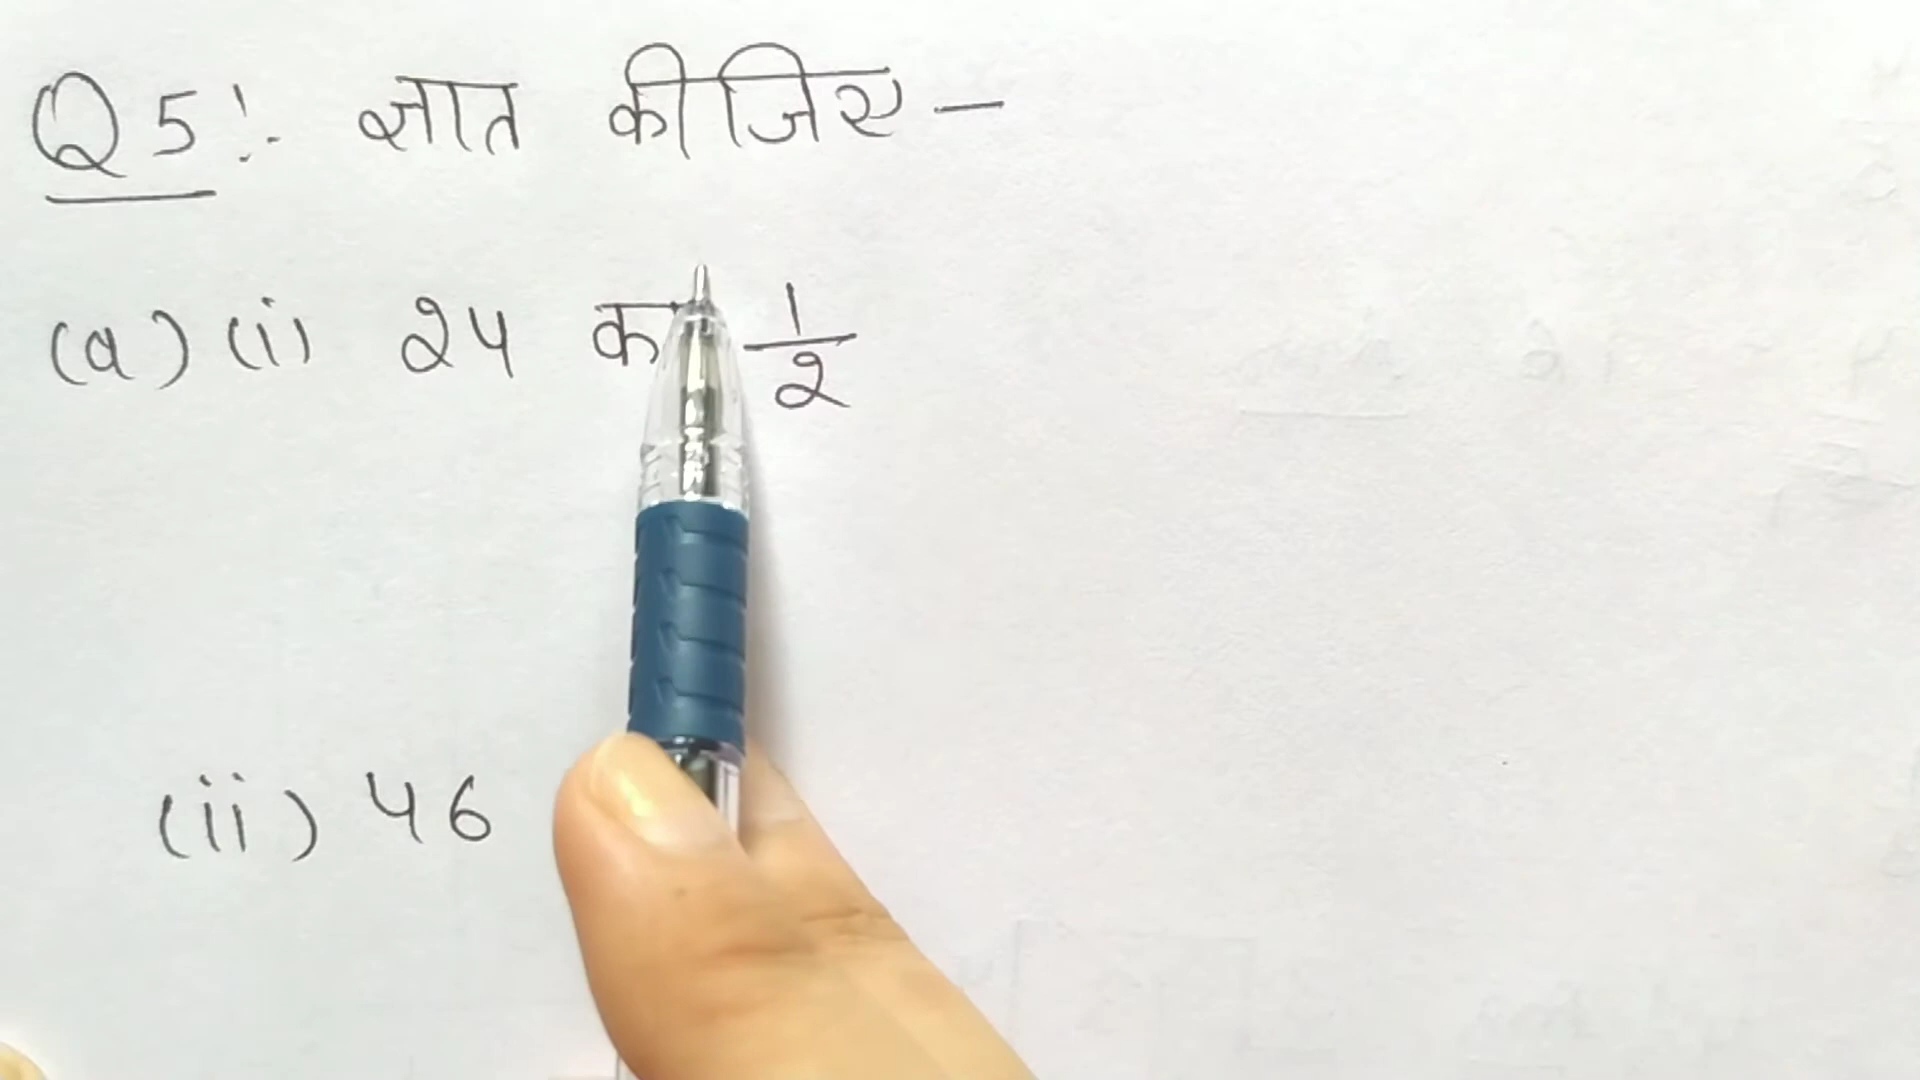 Q5:- ज्ञात कीजिए –
(a) (i) 24 का 1/2
(ii) 46